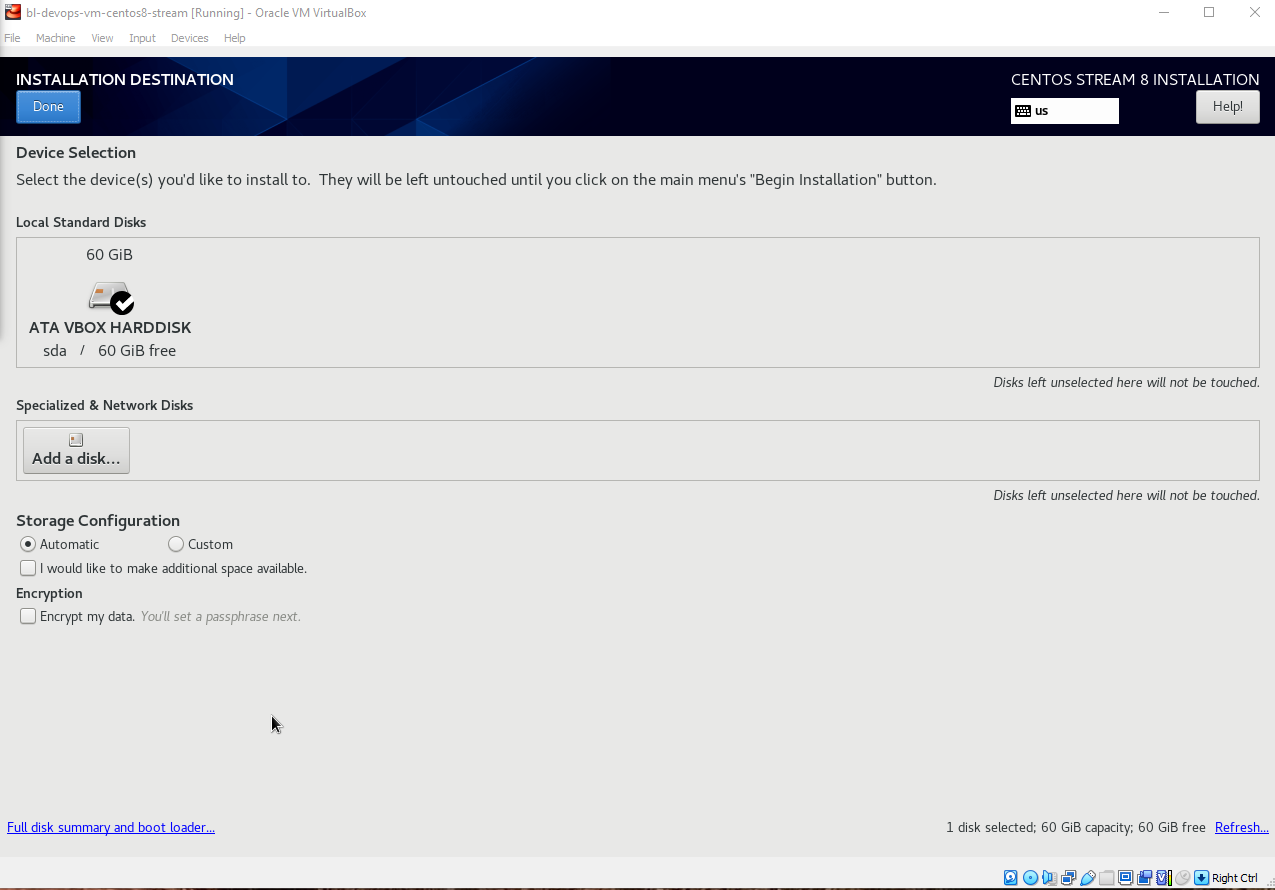 bl-devops-vm-centos8-stream [Running] - Oracle VM VirtualBox
File Machine View Input Devices Help
INSTALLATION DESTINATION
CENTOS STREAM 8 INSTALLATION
Done
us
Help!
Device Selection
Select the device(s) you'd like to install to. They will be left untouched until you click on the main menu's "Begin Installation" button.
Local Standard Disks
60 GiB
ATA VBOX HARDDISK
sda / 60 GiB free
Disks left unselected here will not be touched.
Specialized & Network Disks
Add a disk...
Disks left unselected here will not be touched.
Storage Configuration
Automatic Custom
I would like to make additional space available.
Encryption
Encrypt my data. You'll set a passphrase next.
Full disk summary and boot loader...
1 disk selected; 60 GiB capacity; 60 GiB free Refresh...
Right Ctrl